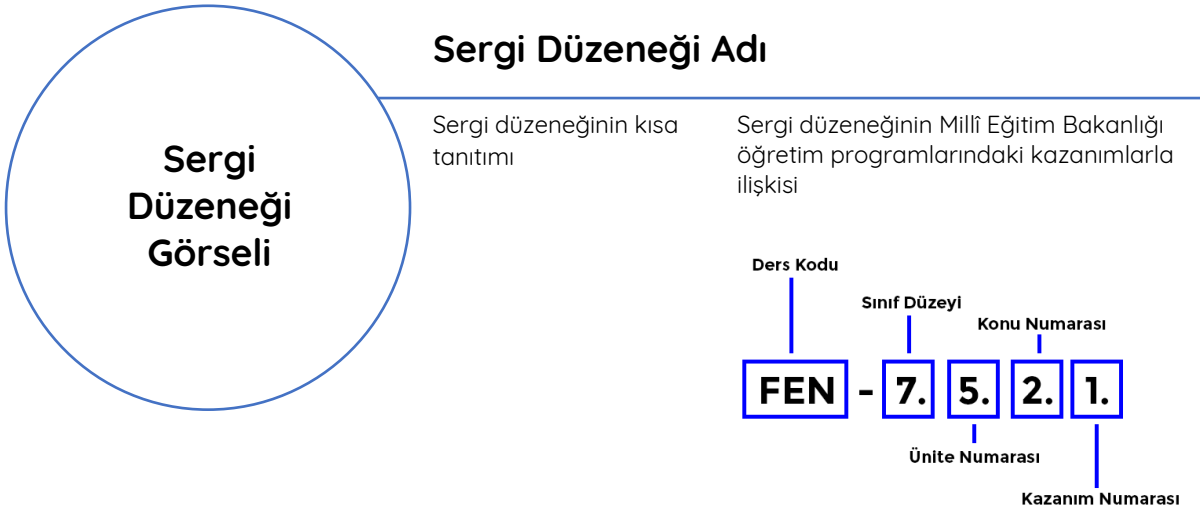 Sergi Düzeneği Adı
Sergi
Düzeneği
Görseli
Sergi düzeneğinin kısa
tanıtımı
Sergi düzeneğinin Millî Eğitim Bakanlığı
öğretim programlarındaki kazanımlarla
ilişkisi
Ders Kodu
Sınıf Düzeyi
Konu Numarası
FEN - 7. 5. 2. 1.
Ünite Numarası
Kazanım Numarası